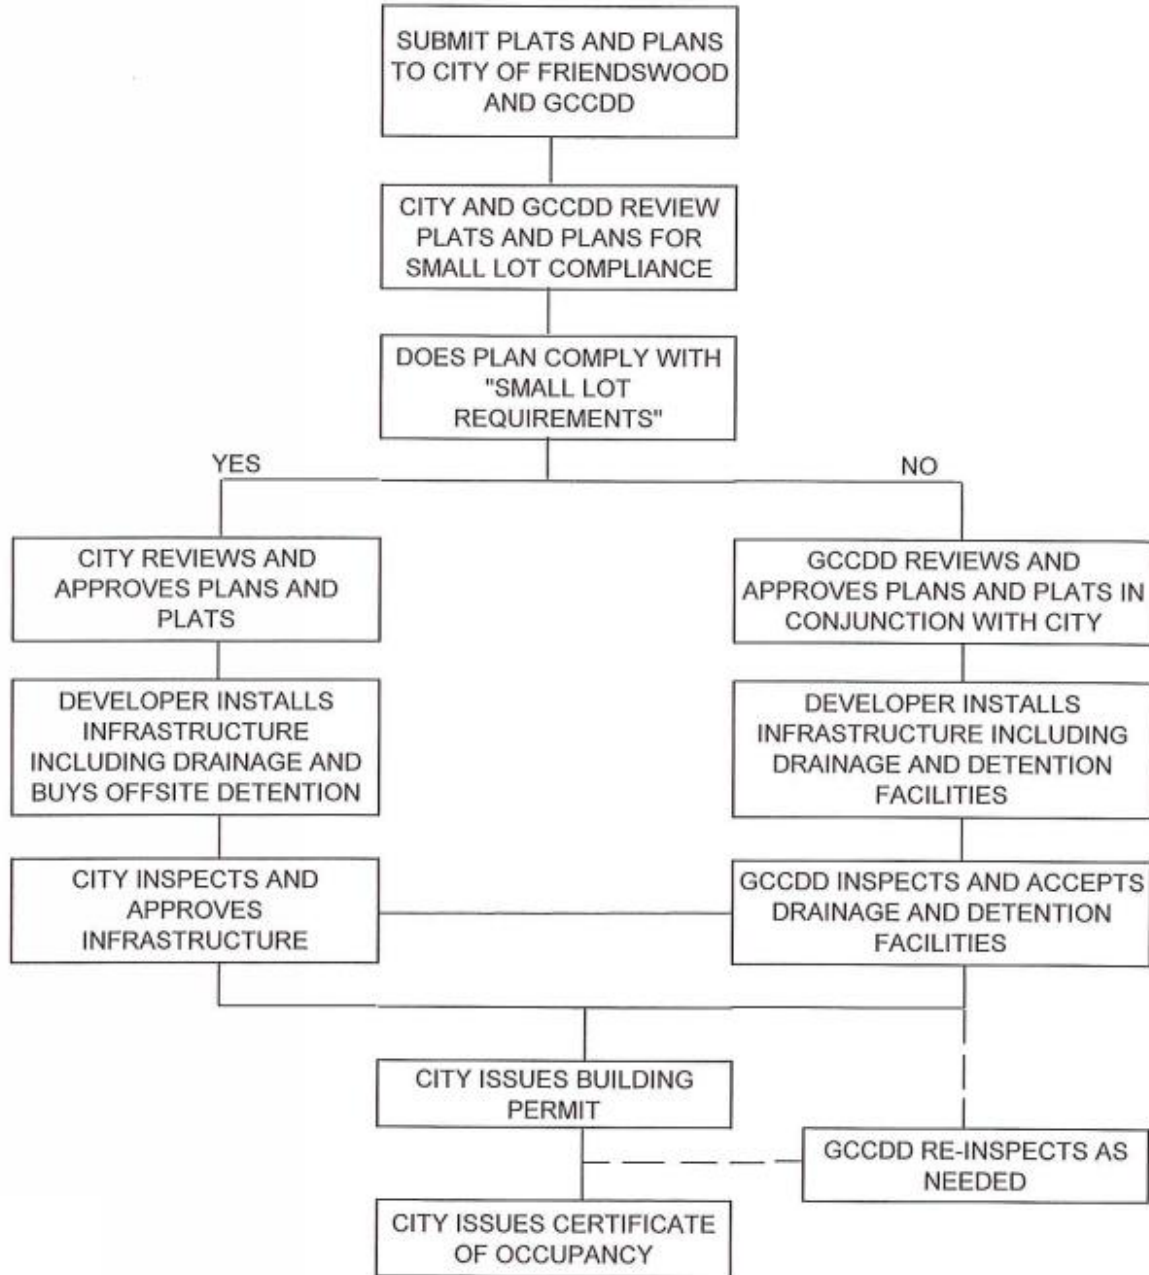 SUBMIT PLATS AND PLANS
TO CITY OF FRIENDSWOOD
AND GCCDD
CITY AND GCCDD REVIEW
PLATS AND PLANS FOR
SMALL LOT COMPLIANCE
DOES PLAN COMPLY WITH
"SMALL LOT
REQUIREMENTS"
YES
NO
CITY REVIEWS AND
APPROVES PLANS AND
PLATS
GCCDD REVIEWS AND
APPROVES PLANS AND PLATS IN
CONJUNCTION WITH CITY
DEVELOPER INSTALLS
INFRASTRUCTURE
INCLUDING DRAINAGE AND
BUYS OFFSITE DETENTION
DEVELOPER INSTALLS
INFRASTRUCTURE INCLUDING
DRAINAGE AND DETENTION
FACILITIES
CITY INSPECTS AND
APPROVES
INFRASTRUCTURE
GCCDD INSPECTS AND ACCEPTS
DRAINAGE AND DETENTION
FACILITIES
CITY ISSUES BUILDING
PERMIT
GCCDD RE-INSPECTS AS
NEEDED
CITY ISSUES CERTIFICATE
OF OCCUPANCY